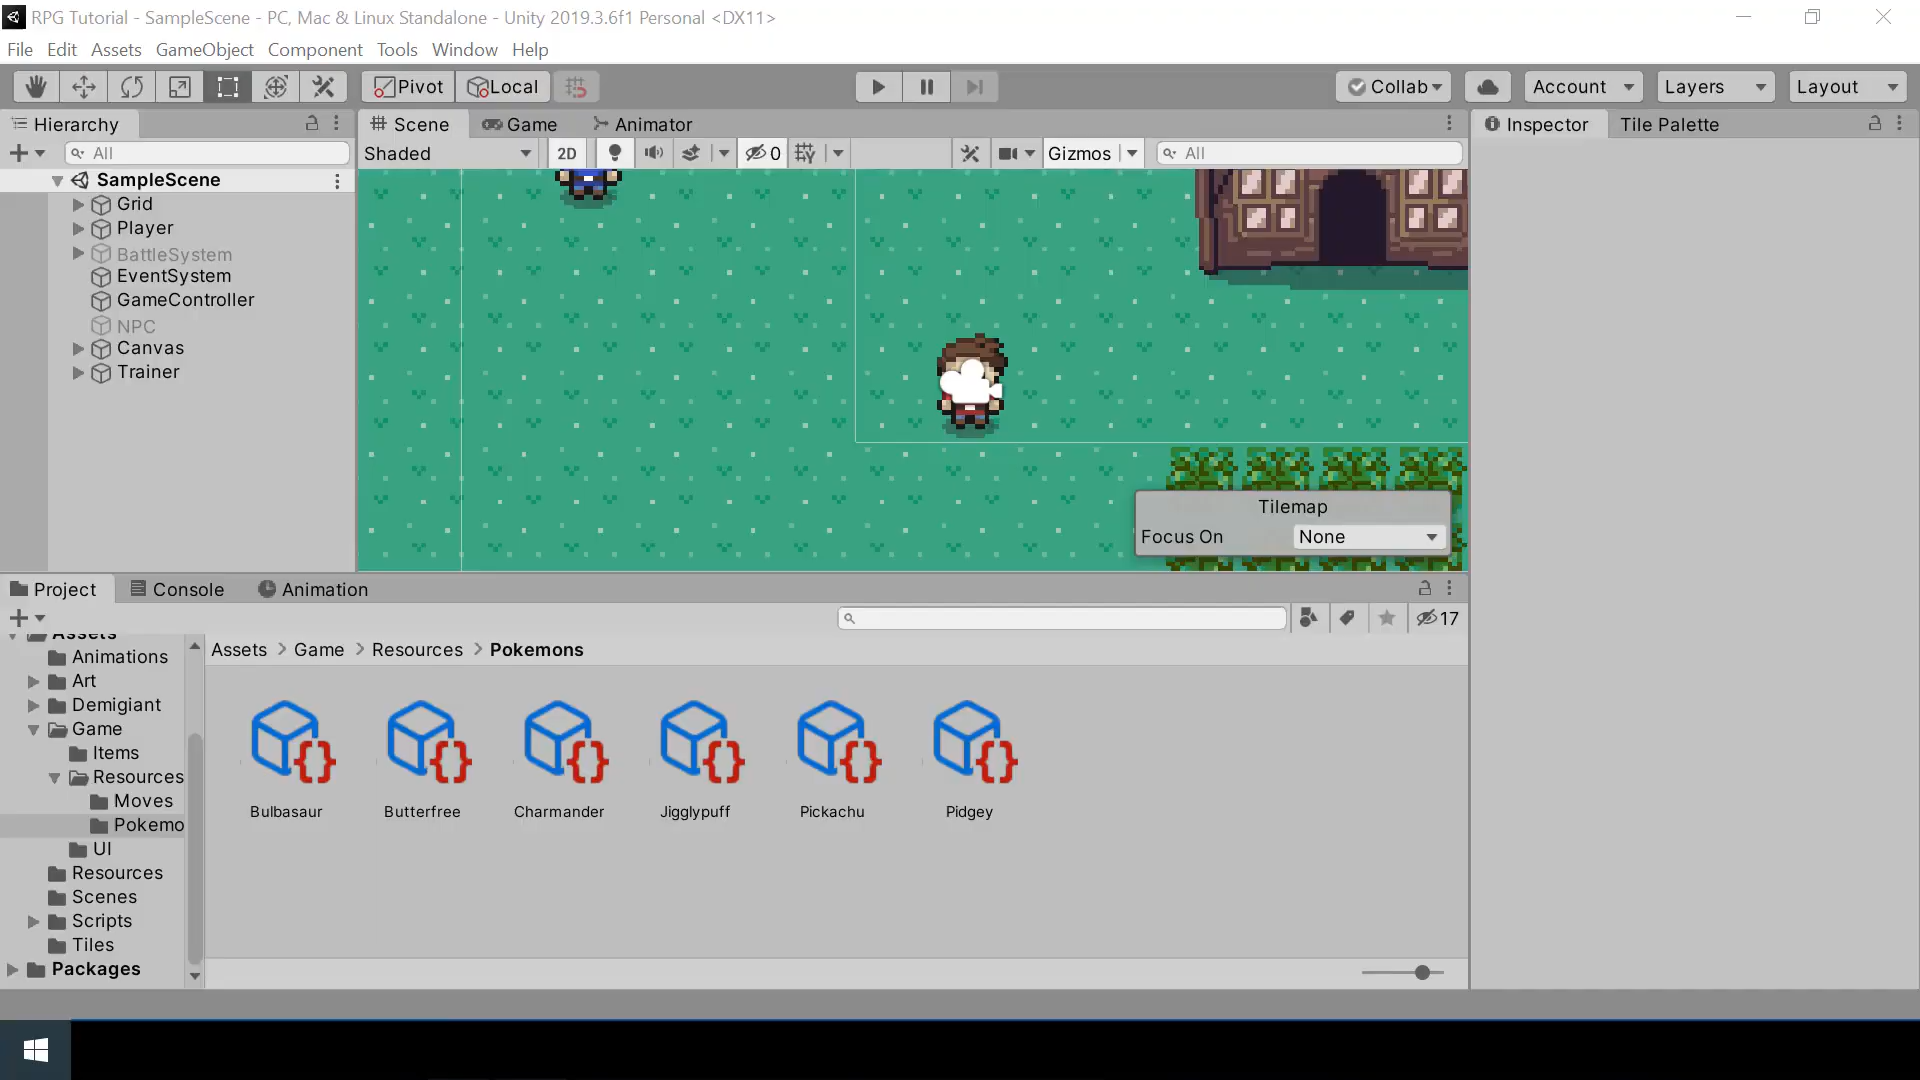 RPG Tutorial - SampleScene - PC, Mac & Linux Standalone - Unity 2019.3.6f1 Personal <DX11>
File Edit Assets GameObject Component Tools Window Help
Pivot Local Collab Account Layers Layout
Hierarchy
All
SampleScene
Grid
Player
BattleSystem
EventSystem
GameController
NPC
Canvas
Trainer
Scene Game Animator
Shaded 2D 0 Gizmos All
Tilemap
Focus On None
Inspector Tile Palette
Project Console Animation
17
Assets
Animations
Art
Demigiant
Game
Items
Resources
Moves
Pokemo
UI
Resources
Scenes
Scripts
Tiles
Packages
Assets > Game > Resources > Pokemons
Bulbasaur Butterfree Charmander Jigglypuff Pickachu Pidgey